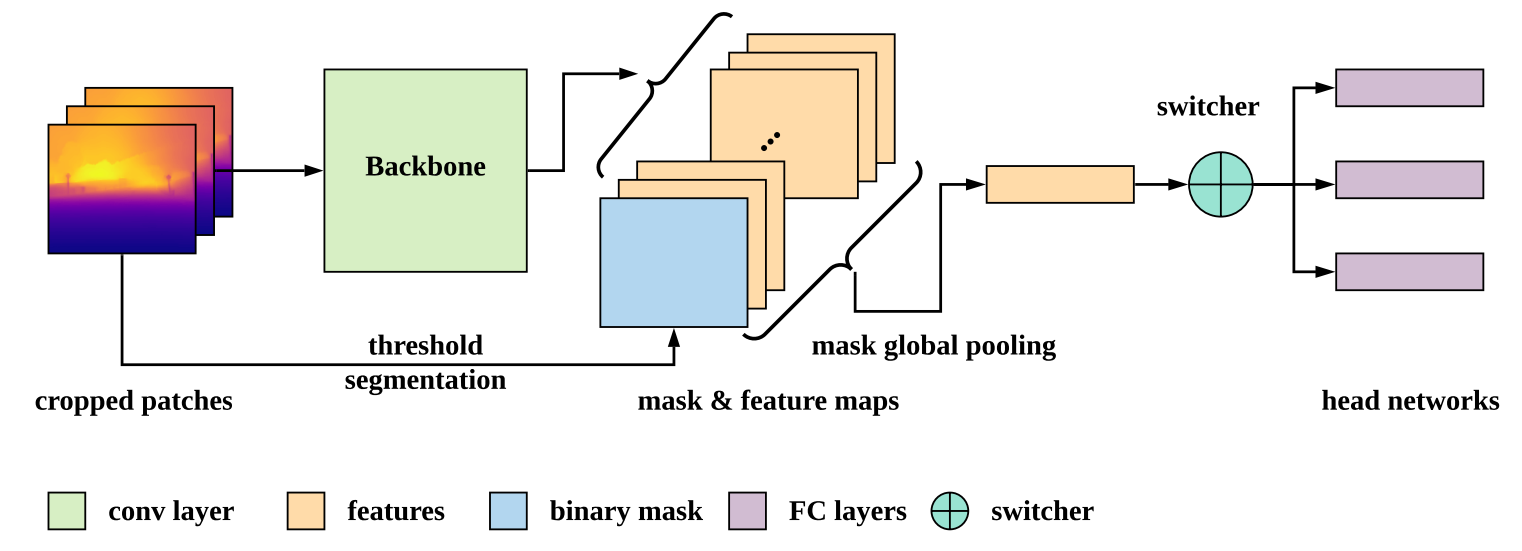 switcher
Backbone
threshold
segmentation
mask global pooling
cropped patches
mask & feature maps
head networks
conv layer
features
binary mask
FC layers
switcher